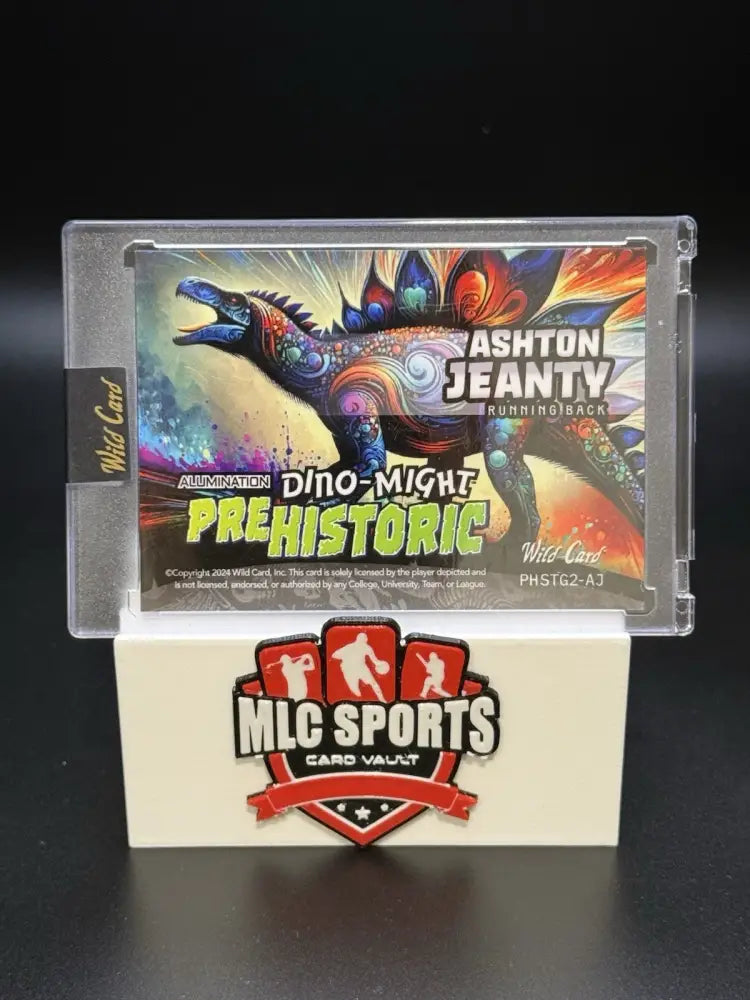 Wild Card
ASHTON
JEANTY
RUNNING BACK
ALLUMINATION DINO-MIGHT
PREHISTORIC
©Copyright 2024 Wild Card, Inc. This card is solely licensed by the player depicted and
is not licensed, endorsed, or authorized by any College, University, Team, or League.
Wild Card
PHSTG2-AJ
MLC SPORTS
CARD VAULT